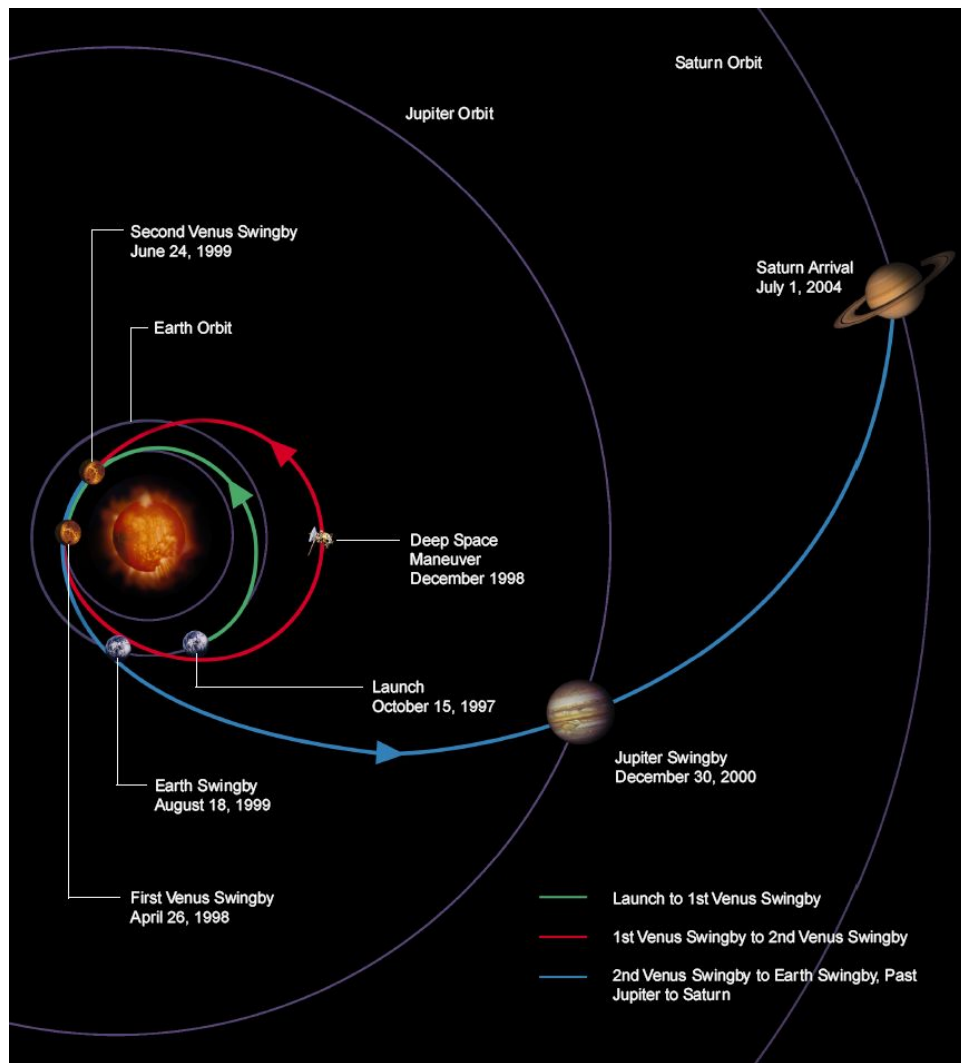 Saturn Orbit
Jupiter Orbit
Second Venus Swingby
June 24, 1999
Saturn Arrival
July 1, 2004
Earth Orbit
Deep Space
Maneuver
December 1998
Launch
October 15, 1997
Jupiter Swingby
December 30, 2000
Earth Swingby
August 18, 1999
First Venus Swingby
April 26, 1998
Launch to 1st Venus Swingby
1st Venus Swingby to 2nd Venus Swingby
2nd Venus Swingby to Earth Swingby, Past
Jupiter to Saturn